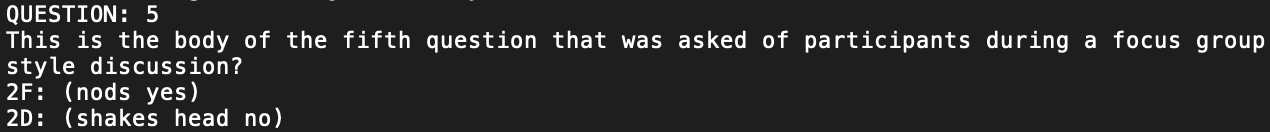 QUESTION: 5
This is the body of the fifth question that was asked of participants during a focus group
style discussion?
2F: (nods yes)
2D: (shakes head no)